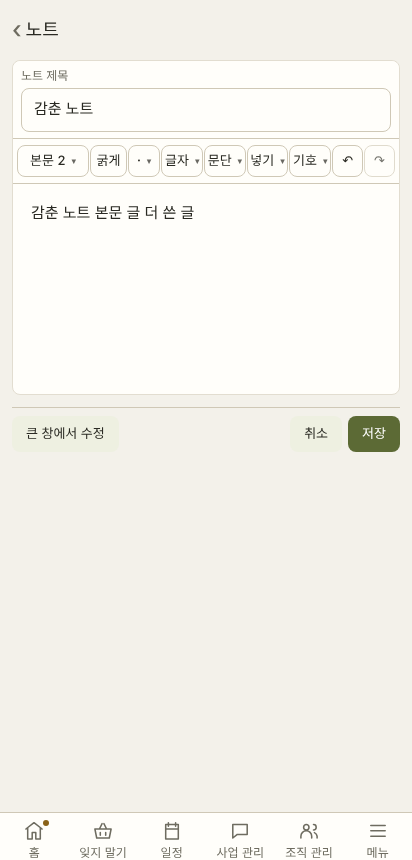 노트
노트 제목
감춘 노트
본문 2 굵게 · 글자 문단 넣기 기호
감춘 노트 본문 글 더 쓴 글
큰 창에서 수정 취소 저장
홈 잊지 말기 일정 사업 관리 조직 관리 메뉴